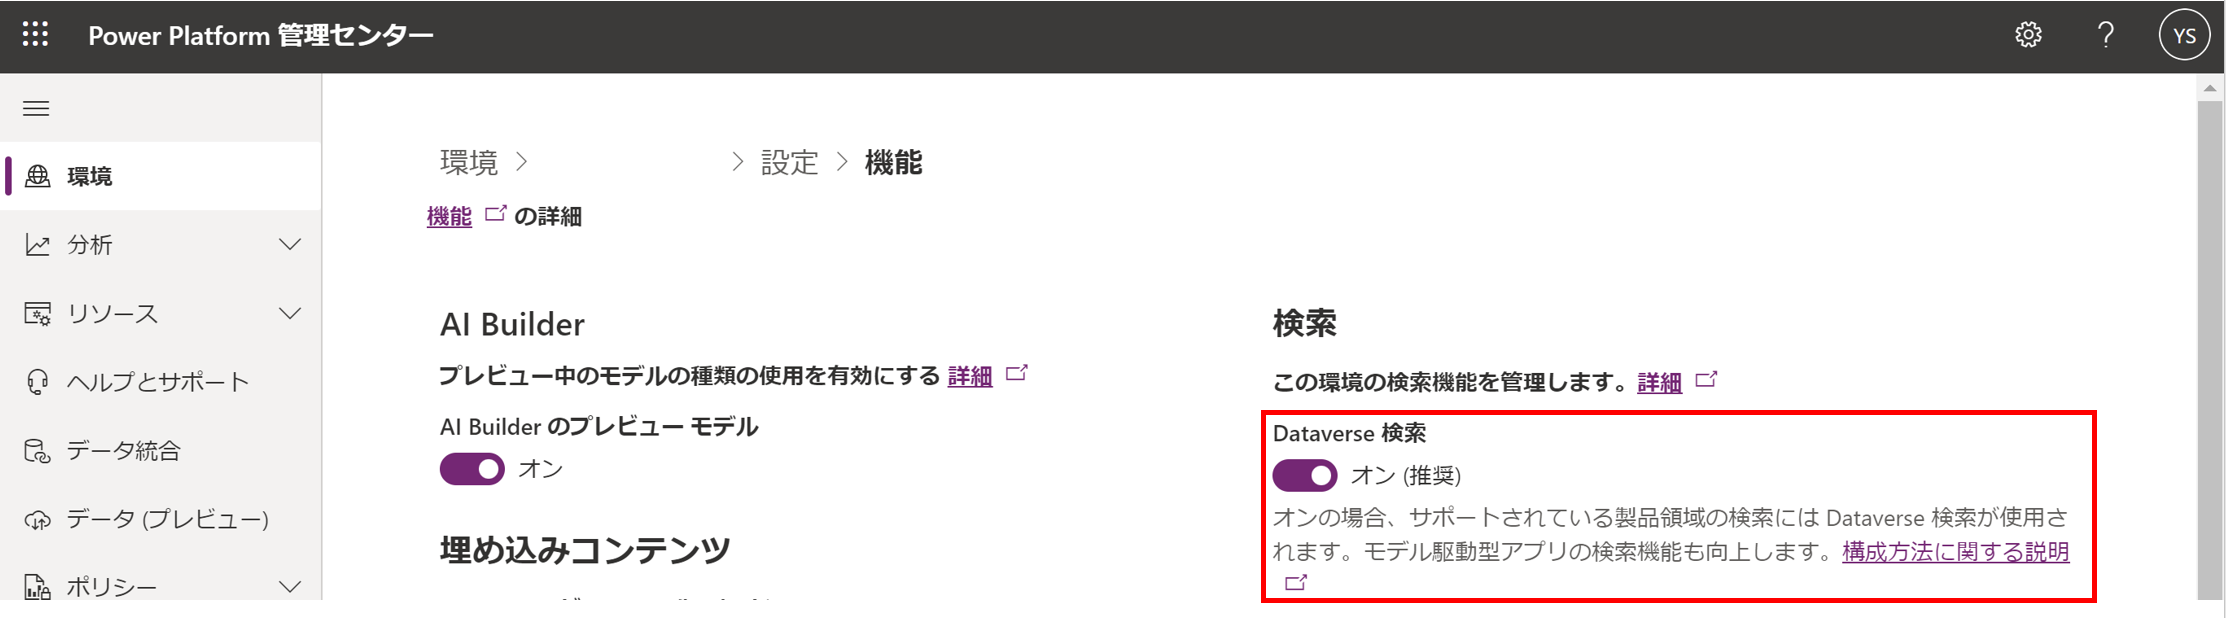 Power Platform 管理センター
YS
環境
分析
リソース
ヘルプとサポート
データ統合
データ (プレビュー)
ポリシー
環境 > > 設定 > 機能
機能 の詳細
AI Builder
プレビュー中のモデルの種類の使用を有効にする 詳細
AI Builder のプレビュー モデル
オン
埋め込みコンテンツ
検索
この環境の検索機能を管理します。詳細
Dataverse 検索
オン (推奨)
オンの場合、サポートされている製品領域の検索には Dataverse 検索が使用さ
れます。モデル駆動型アプリの検索機能も向上します。構成方法に関する説明